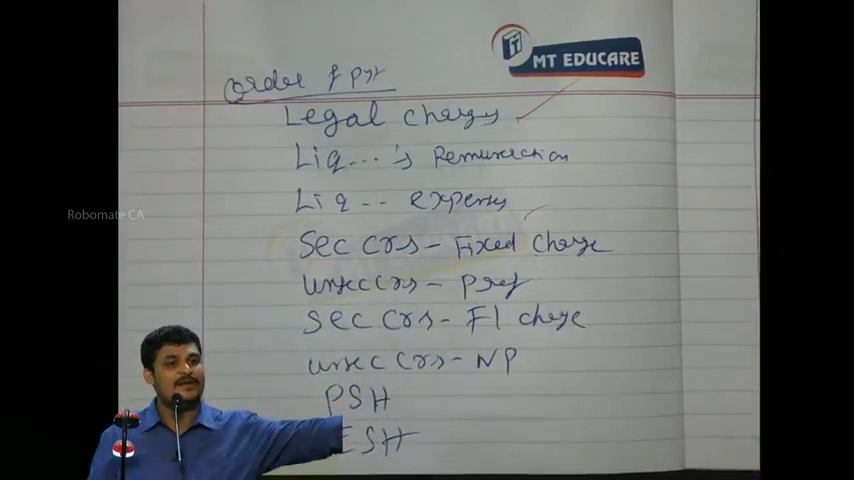 MT EDUCARE
order of pyt
Legal charges
Liq...'s Remuneration
Liq -- expenses
Sec Crs - Fixed Charge
Unsec Crs - Pref
Sec Crs - Fl charge
Unsec Crs - NP
PSH
ESH
Robomate CA